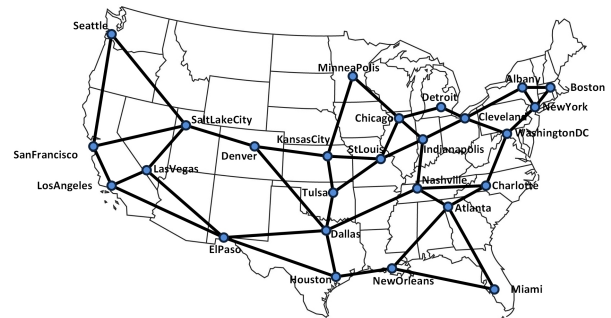 Seattle
MinneaPolis
Albany
Boston
Detroit
NewYork
Chicago
Cleveland
SaltLakeCity
WashingtonDC
KansasCity
SanFrancisco
Denver
StLouis
Indianapolis
LasVegas
LosAngeles
Nashville
Charlotte
Tulsa
Atlanta
Dallas
ElPaso
Houston
NewOrleans
Miami